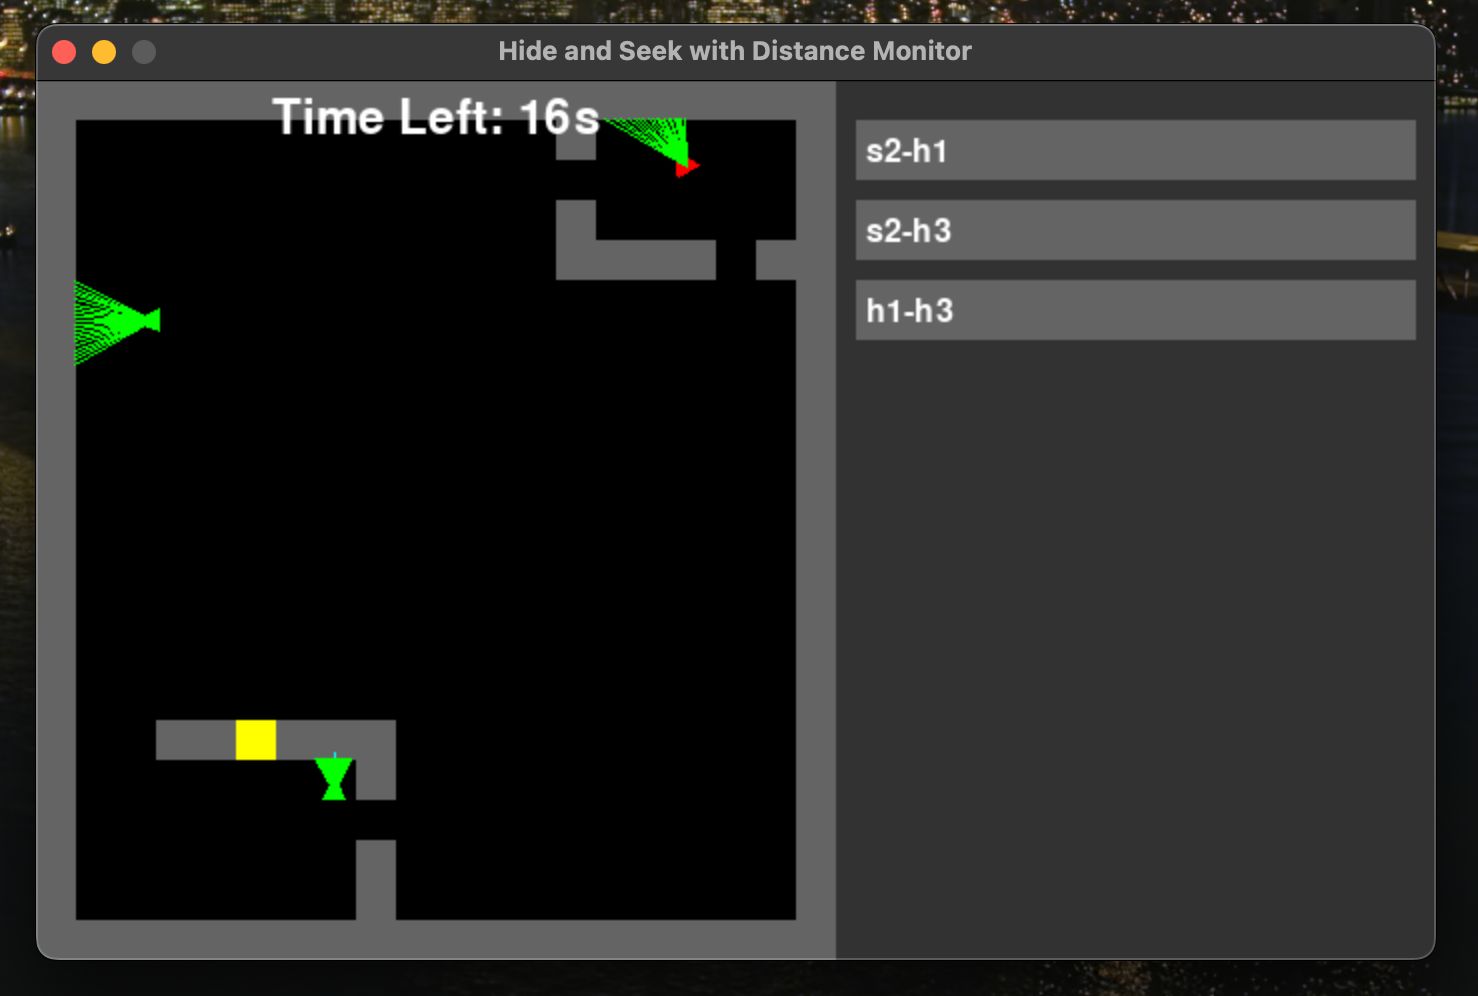 Hide and Seek with Distance Monitor
Time Left: 16s
s2-h1
s2-h3
h1-h3